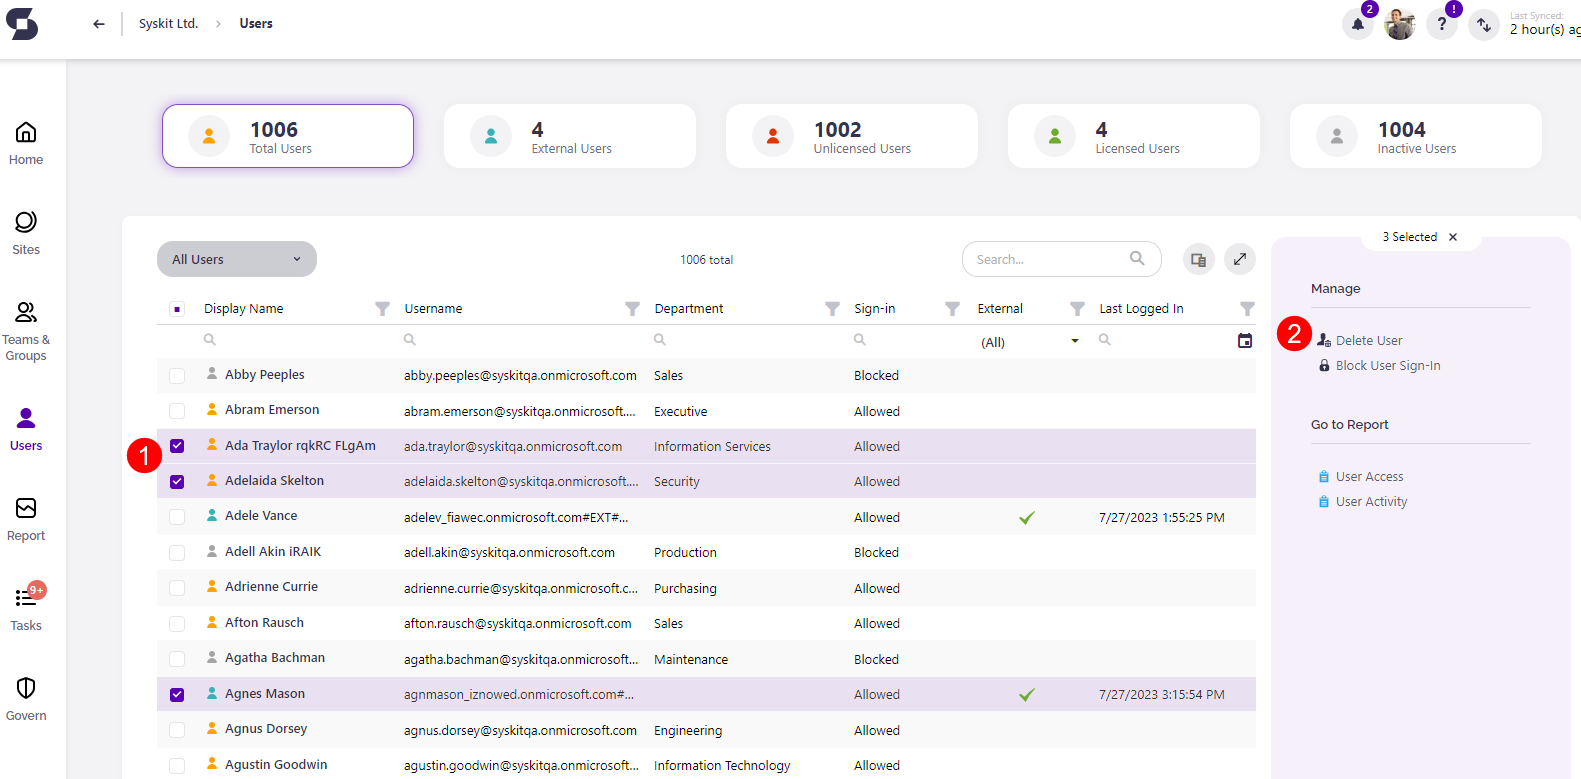 Syskit Ltd. > Users
2 ! Last Synced:
2 hour(s) ag
Home
Sites
Teams &
Groups
Users
Report
9+
Tasks
Govern
1006
Total Users
4
External Users
1002
Unlicensed Users
4
Licensed Users
1004
Inactive Users
All Users 1006 total Search...
Display Name Username Department Sign-in External Last Logged In
(All)
Abby Peeples abby.peeples@syskitqa.onmicrosoft.com Sales Blocked
Abram Emerson abram.emerson@syskitqa.onmicrosoft.... Executive Allowed
1
Ada Traylor rqkRC FLgAm ada.traylor@syskitqa.onmicrosoft.com Information Services Allowed
Adelaida Skelton adelaida.skelton@syskitqa.onmicrosoft.... Security Allowed
Adele Vance adelev_fiawec.onmicrosoft.com#EXT#... Allowed 7/27/2023 1:55:25 PM
Adell Akin iRAIK adell.akin@syskitqa.onmicrosoft.com Production Blocked
Adrienne Currie adrienne.currie@syskitqa.onmicrosoft.c... Purchasing Allowed
Afton Rausch afton.rausch@syskitqa.onmicrosoft.com Sales Allowed
Agatha Bachman agatha.bachman@syskitqa.onmicrosoft... Maintenance Blocked
Agnes Mason agnmason_iznowed.onmicrosoft.com#... Allowed 7/27/2023 3:15:54 PM
Agnus Dorsey agnus.dorsey@syskitqa.onmicrosoft.com Engineering Allowed
Agustin Goodwin agustin.goodwin@syskitqa.onmicrosoft... Information Technology Allowed
3 Selected
Manage
2
Delete User
Block User Sign-In
Go to Report
User Access
User Activity